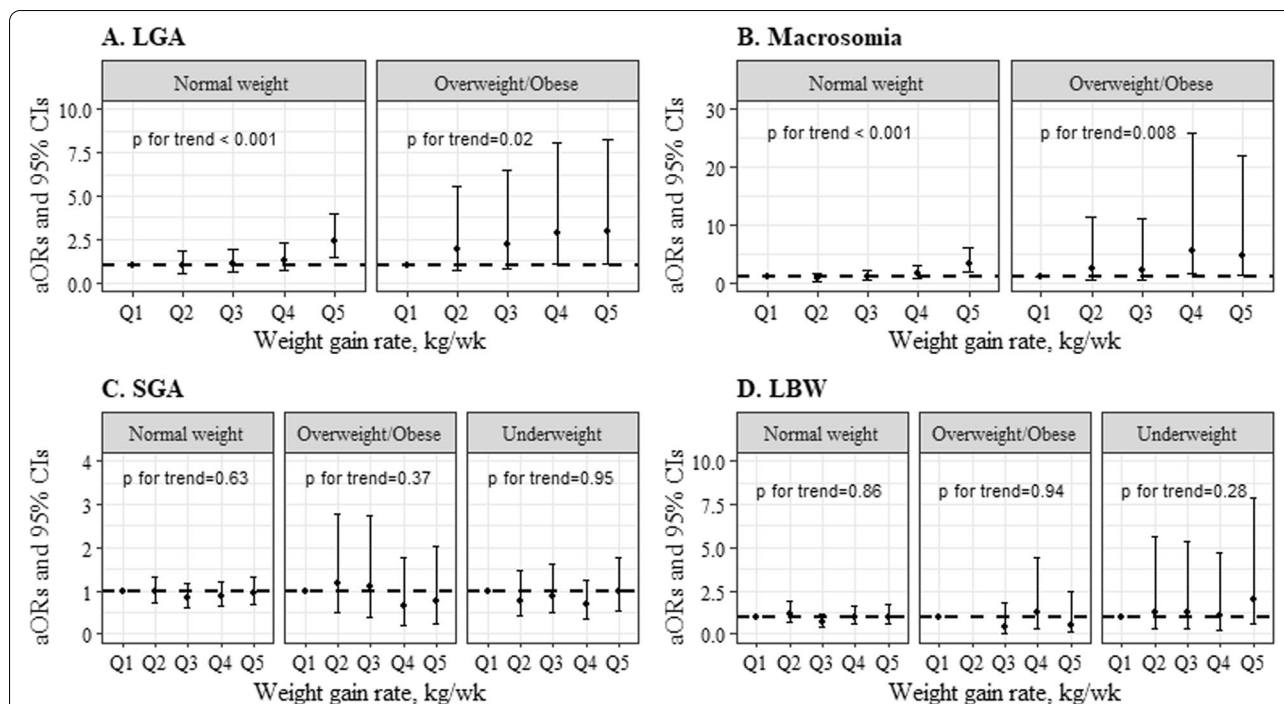 A. LGA
Normal weight
Overweight/Obese
aORs and 95% CIs
10.0
7.5
5.0
2.5
0.0
p for trend < 0.001
p for trend=0.02
Q1 Q2 Q3 Q4 Q5
Q1 Q2 Q3 Q4 Q5
Weight gain rate, kg/wk
B. Macrosomia
Normal weight
Overweight/Obese
aORs and 95% CIs
30
20
10
0
p for trend < 0.001
p for trend=0.008
Q1 Q2 Q3 Q4 Q5
Q1 Q2 Q3 Q4 Q5
Weight gain rate, kg/wk
C. SGA
Normal weight
Overweight/Obese
Underweight
aORs and 95% CIs
4
3
2
1
0
p for trend=0.63
p for trend=0.37
p for trend=0.95
Q1 Q2 Q3 Q4 Q5
Q1 Q2 Q3 Q4 Q5
Q1 Q2 Q3 Q4 Q5
Weight gain rate, kg/wk
D. LBW
Normal weight
Overweight/Obese
Underweight
aORs and 95% CIs
10.0
7.5
5.0
2.5
0.0
p for trend=0.86
p for trend=0.94
p for trend=0.28
Q1 Q2 Q3 Q4 Q5
Q1 Q2 Q3 Q4 Q5
Q1 Q2 Q3 Q4 Q5
Weight gain rate, kg/wk